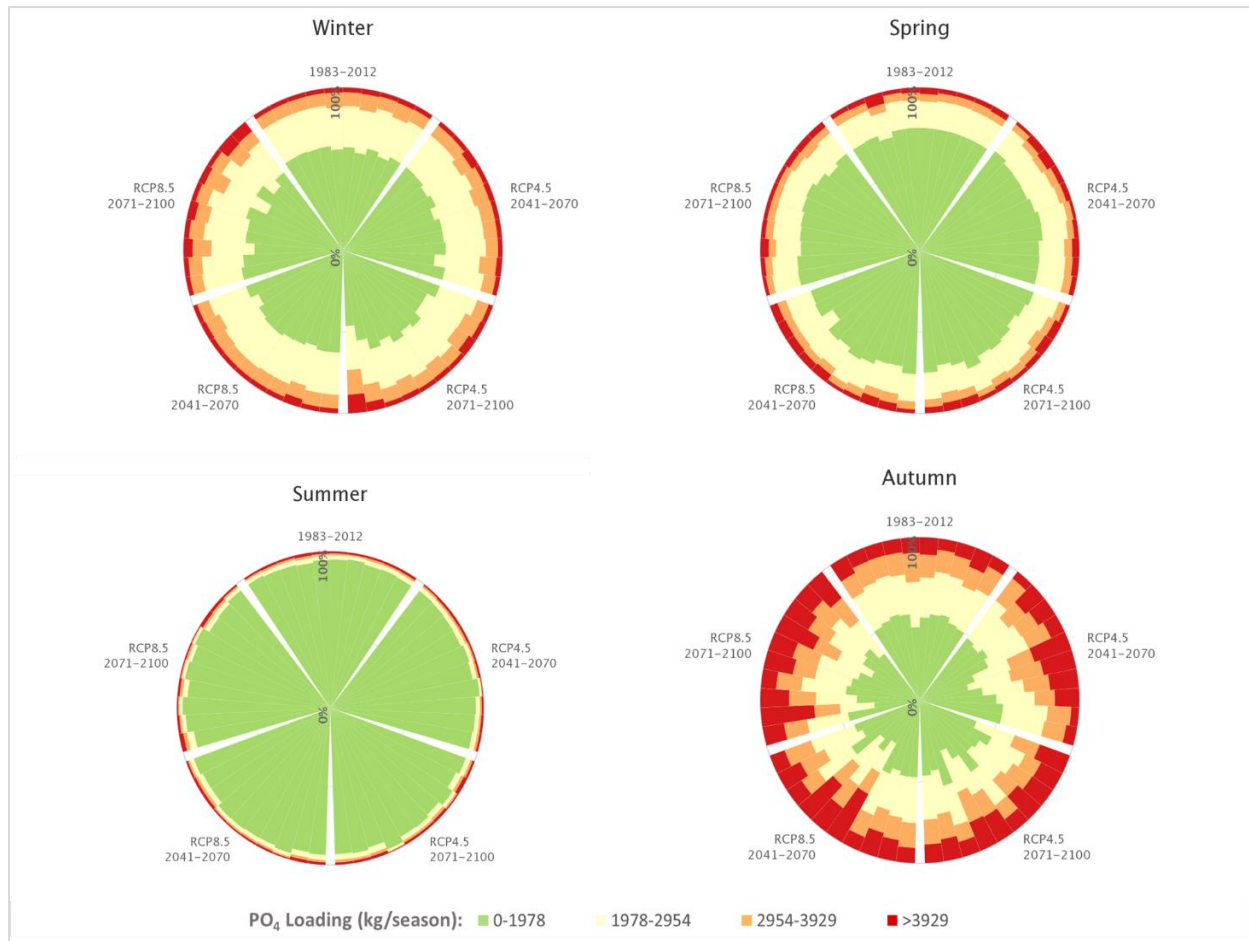 Winter
1983-2012
100%
0%
RCP4.5
2041-2070
RCP4.5
2071-2100
RCP8.5
2041-2070
RCP8.5
2071-2100
Spring
1983-2012
100%
0%
RCP4.5
2041-2070
RCP4.5
2071-2100
RCP8.5
2041-2070
RCP8.5
2071-2100
Summer
1983-2012
100%
0%
RCP4.5
2041-2070
RCP4.5
2071-2100
RCP8.5
2041-2070
RCP8.5
2071-2100
Autumn
1983-2012
100%
0%
RCP4.5
2041-2070
RCP4.5
2071-2100
RCP8.5
2041-2070
RCP8.5
2071-2100
PO₄ Loading (kg/season): 0-1978 1978-2954 2954-3929 >3929